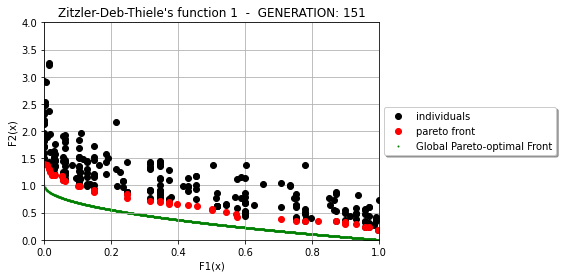 Zitzler-Deb-Thiele's function 1 - GENERATION: 151
4.0
3.5
3.0
2.5
2.0
1.5
1.0
0.5
0.0
F2(x)
0.0 0.2 0.4 0.6 0.8 1.0
F1(x)
individuals
pareto front
Global Pareto-optimal Front